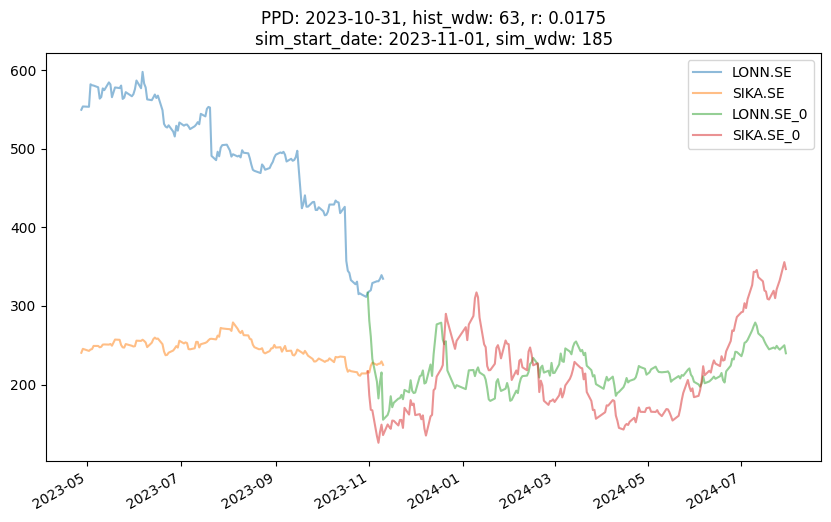 PPD: 2023-10-31, hist_wdw: 63, r: 0.0175
sim_start_date: 2023-11-01, sim_wdw: 185
600
500
400
300
200
LONN.SE
SIKA.SE
LONN.SE_0
SIKA.SE_0
2023-05
2023-07
2023-09
2023-11
2024-01
2024-03
2024-05
2024-07